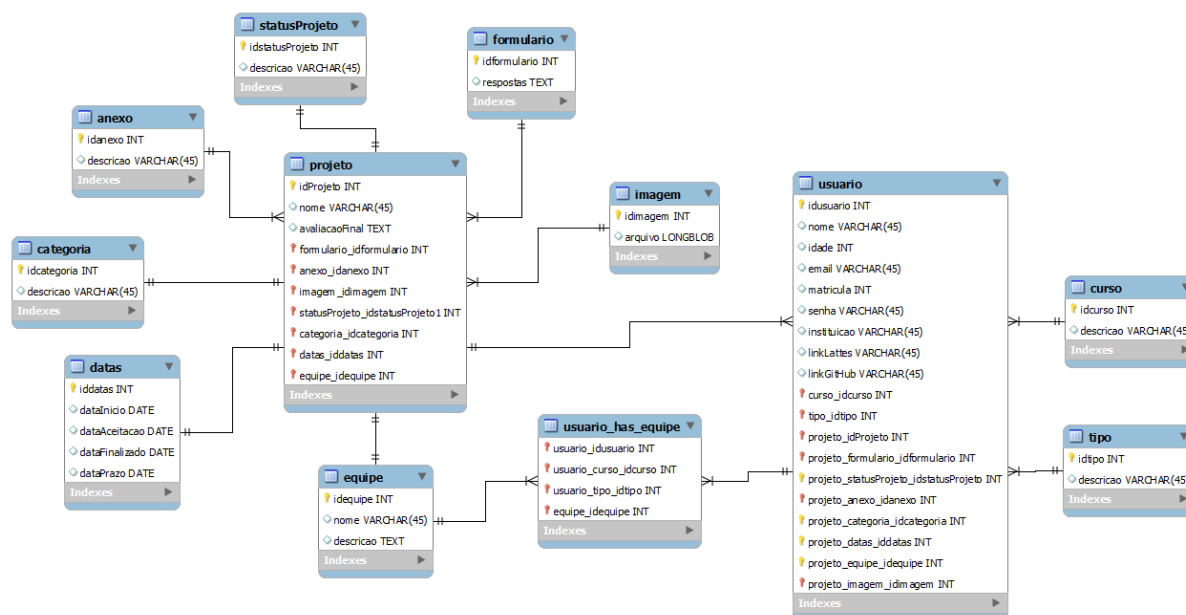 statusProjeto
idstatusProjeto INT
descricao VARCHAR(45)
Indexes
formulario
idformulario INT
respostas TEXT
Indexes
anexo
idanexo INT
descricao VARCHAR(45)
Indexes
projeto
idProjeto INT
nome VARCHAR(45)
avaliacaoFinal TEXT
formulario_idformulario INT
anexo_idanexo INT
imagem_idimagem INT
statusProjeto_idstatusProjeto1 INT
categoria_idcategoria INT
datas_iddatas INT
equipe_idequipe INT
Indexes
imagem
idimagem INT
arquivo LONGBLOB
Indexes
usuario
idusuario INT
nome VARCHAR(45)
idade INT
email VARCHAR(45)
matricula INT
senha VARCHAR(45)
instituicao VARCHAR(45)
linkLattes VARCHAR(45)
linkGitHub VARCHAR(45)
curso_idcurso INT
tipo_idtipo INT
projeto_idProjeto INT
projeto_formulario_idformulario INT
projeto_statusProjeto_idstatusProjeto INT
projeto_anexo_idanexo INT
projeto_categoria_idcategoria INT
projeto_datas_iddatas INT
projeto_equipe_idequipe INT
projeto_imagem_idimagem INT
Indexes
categoria
idcategoria INT
descricao VARCHAR(45)
Indexes
curso
idcurso INT
descricao VARCHAR(45)
Indexes
datas
iddatas INT
dataInicio DATE
dataAceitacao DATE
dataFinalizado DATE
dataPrazo DATE
Indexes
usuario_has_equipe
usuario_idusuario INT
usuario_curso_idcurso INT
usuario_tipo_idtipo INT
equipe_idequipe INT
Indexes
tipo
idtipo INT
descricao VARCHAR(45)
Indexes
equipe
idequipe INT
nome VARCHAR(45)
descricao TEXT
Indexes